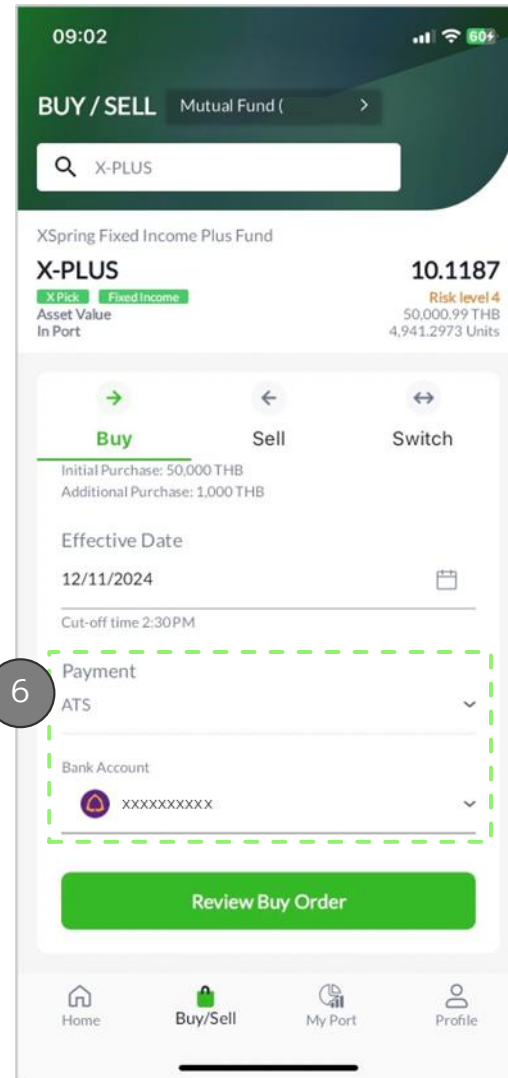 09:02
60
BUY / SELL Mutual Fund ( >
X-PLUS
XSpring Fixed Income Plus Fund
X-PLUS 10.1187
X Pick Fixed Income Risk level 4
Asset Value 50,000.99 THB
In Port 4,941.2973 Units
Buy Sell Switch
Initial Purchase: 50,000 THB
Additional Purchase: 1,000 THB
Effective Date
12/11/2024
Cut-off time 2:30PM
6
Payment
ATS
Bank Account
xxxxxxxxxx
Review Buy Order
Home Buy/Sell My Port Profile